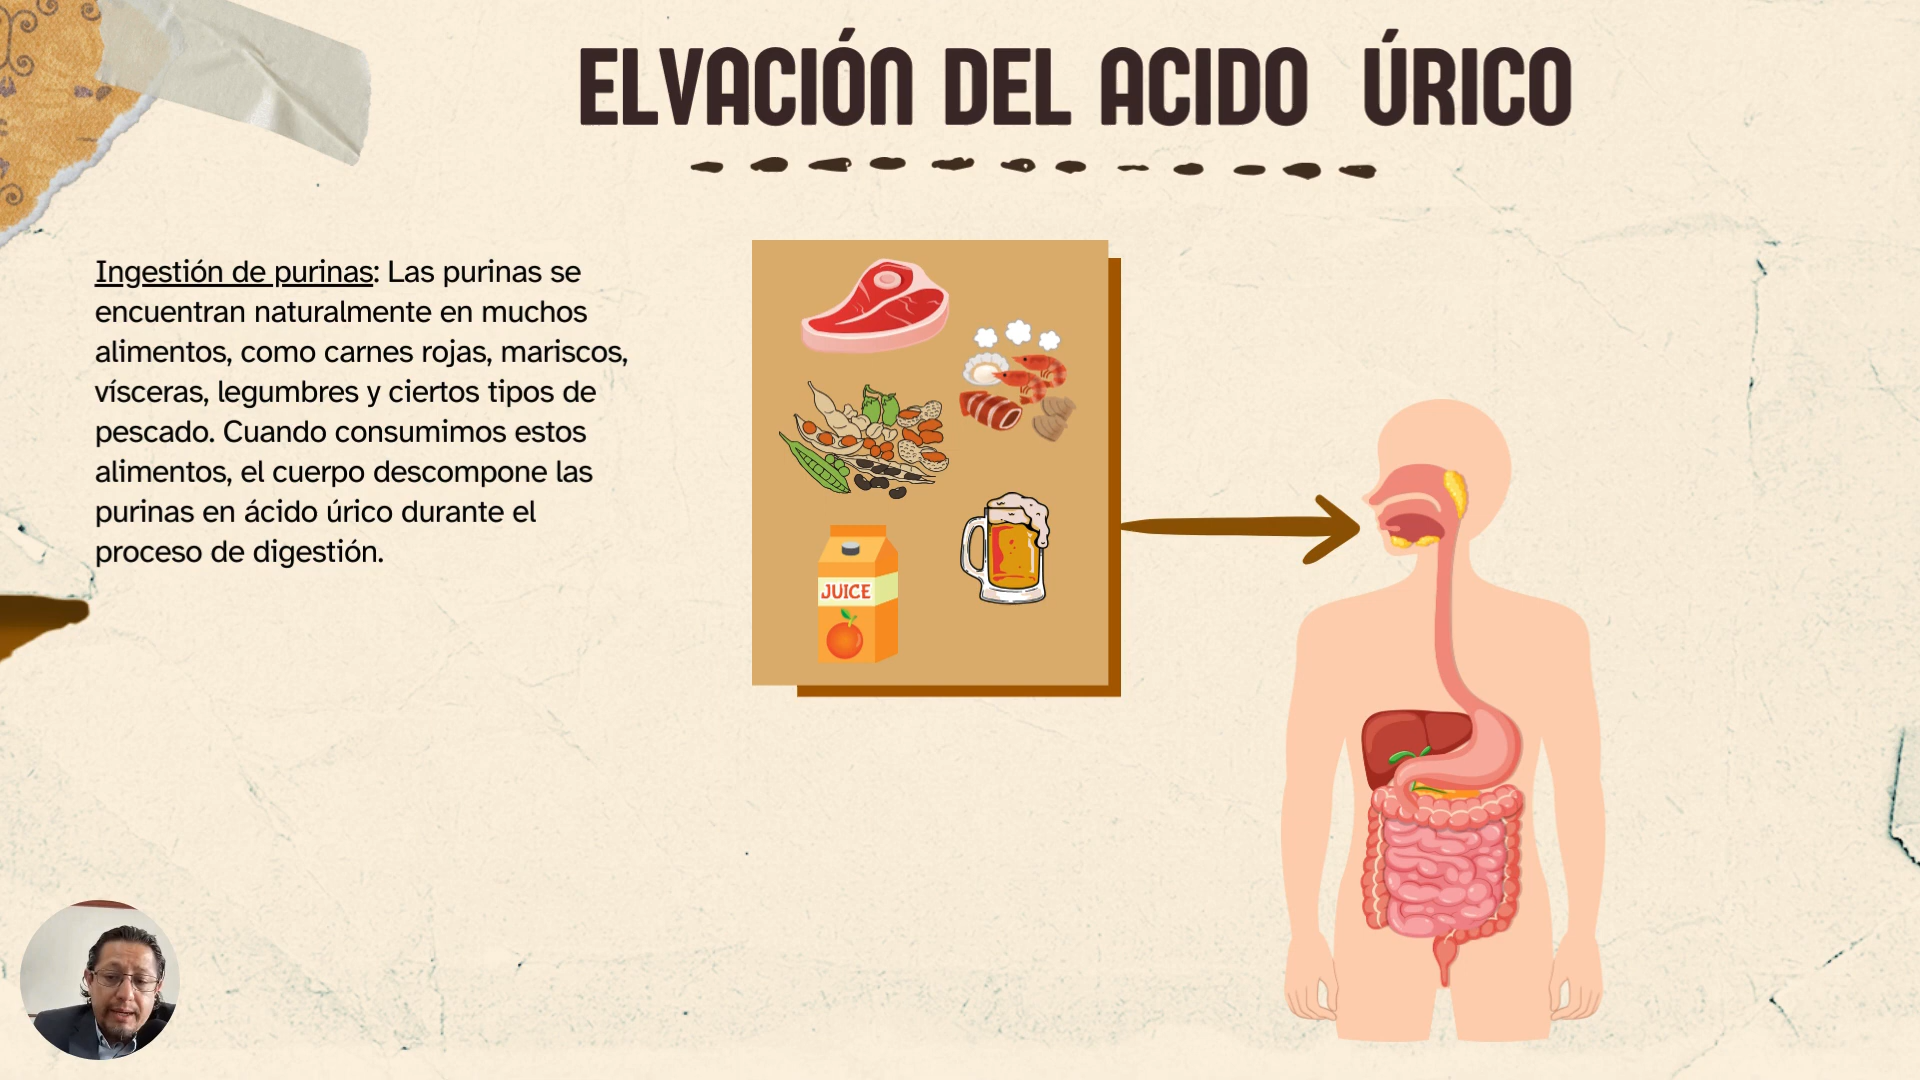 ELVACIÓN DEL ACIDO ÚRICO
Ingestión de purinas: Las purinas se
encuentran naturalmente en muchos
alimentos, como carnes rojas, mariscos,
vísceras, legumbres y ciertos tipos de
pescado. Cuando consumimos estos
alimentos, el cuerpo descompone las
purinas en ácido úrico durante el
proceso de digestión.
JUICE